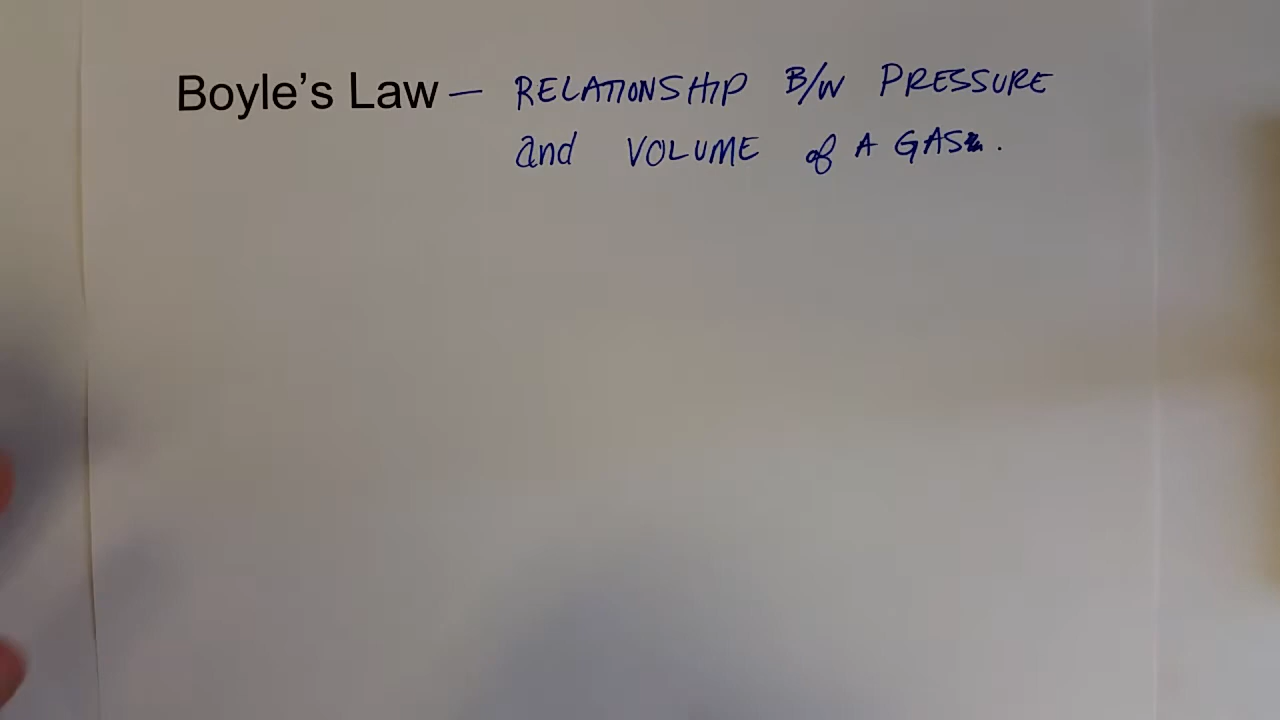 Boyle's Law — RELATIONSHIP B/W PRESSURE
and VOLUME of A GAS.